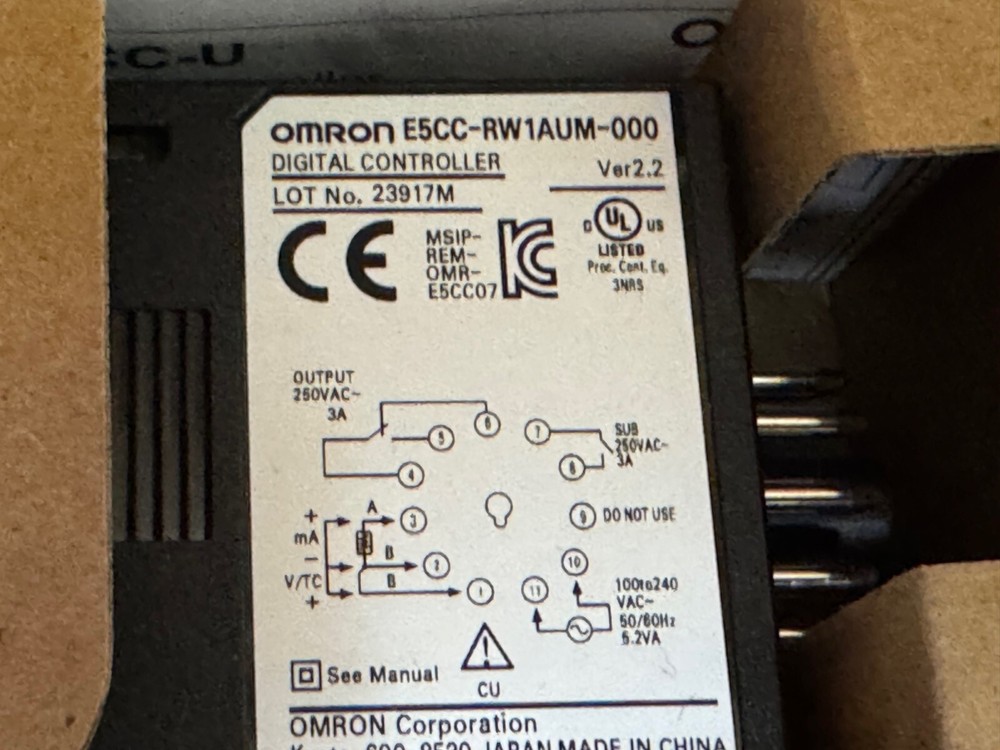 CC-U
OMRON E5CC-RW1AUM-000
DIGITAL CONTROLLER
Ver2.2
LOT No. 23917M
CE
MSIP-
REM-
OMR-
E5CC07
KC
C UL US
LISTED
Proc. Cont. Eq.
3NRS
OUTPUT
250VAC~
3A
6
5
4
7
8
SUB
250VAC~
3A
+
mA
−
V/TC
+
A
B
B
3
2
1
9 DO NOT USE
10
11
100to240
VAC~
50/60Hz
5.2VA
See Manual
CU
OMRON Corporation
JAPAN MADE IN CHINA